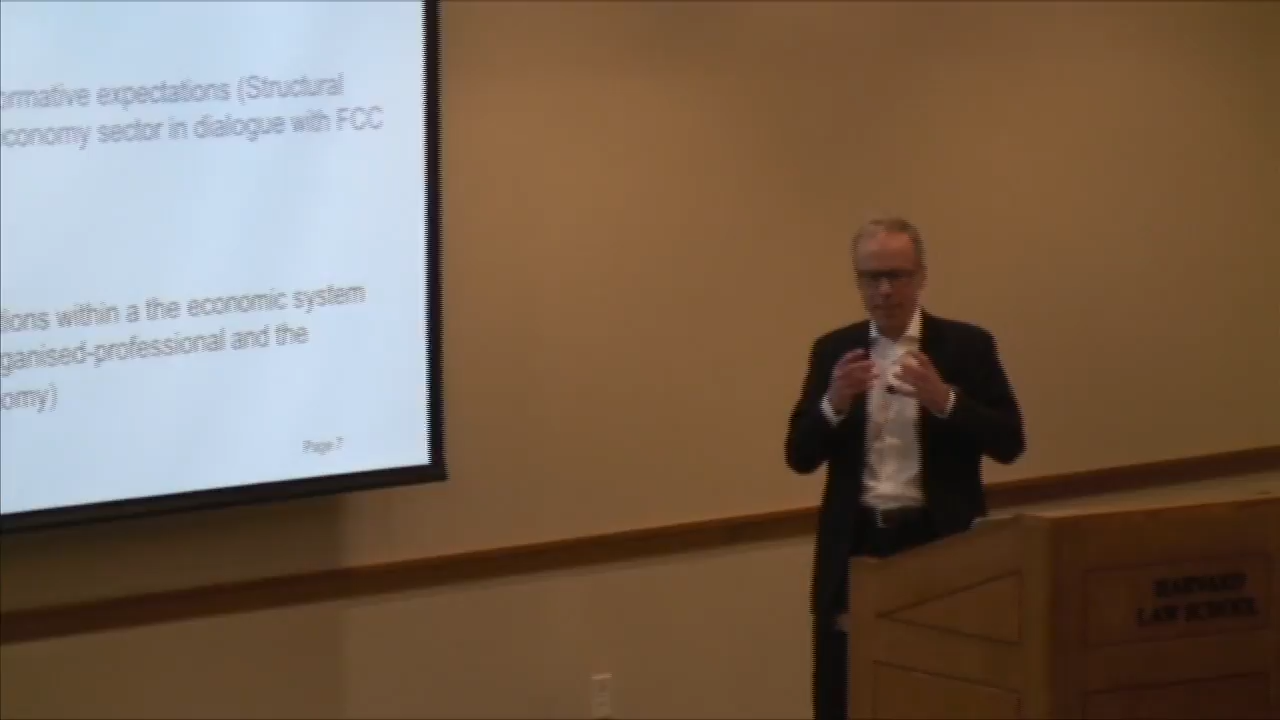 ormative expectations (Structural
conomy sector in dialogue with FCC
tions within a the economic system
ganised-professional and the
omy)
Page 7
HARVARD
LAW SCHOOL